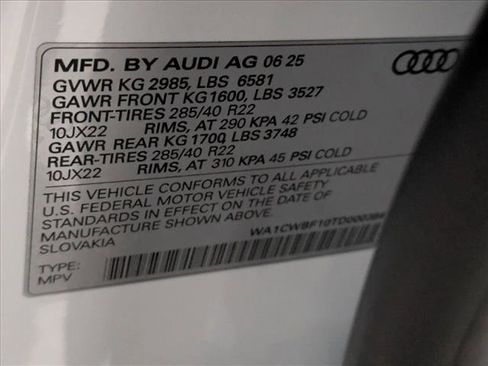 MFD. BY AUDI AG 06 25
GVWR KG 2985, LBS 6581
GAWR FRONT KG1600, LBS 3527
FRONT-TIRES 285/40 R22
10JX22 RIMS, AT 290 KPA 42 PSI COLD
GAWR REAR KG 1700, LBS 3748
REAR-TIRES 285/40 R22
10JX22 RIMS, AT 310 KPA 45 PSI COLD
THIS VEHICLE CONFORMS TO ALL APPLICABL
U.S. FEDERAL MOTOR VEHICLE SAFETY
STANDARDS IN EFFECT ON THE DATE OF M
SHOWN ABOVE
SLOVAKIA
TYPE:
MPV